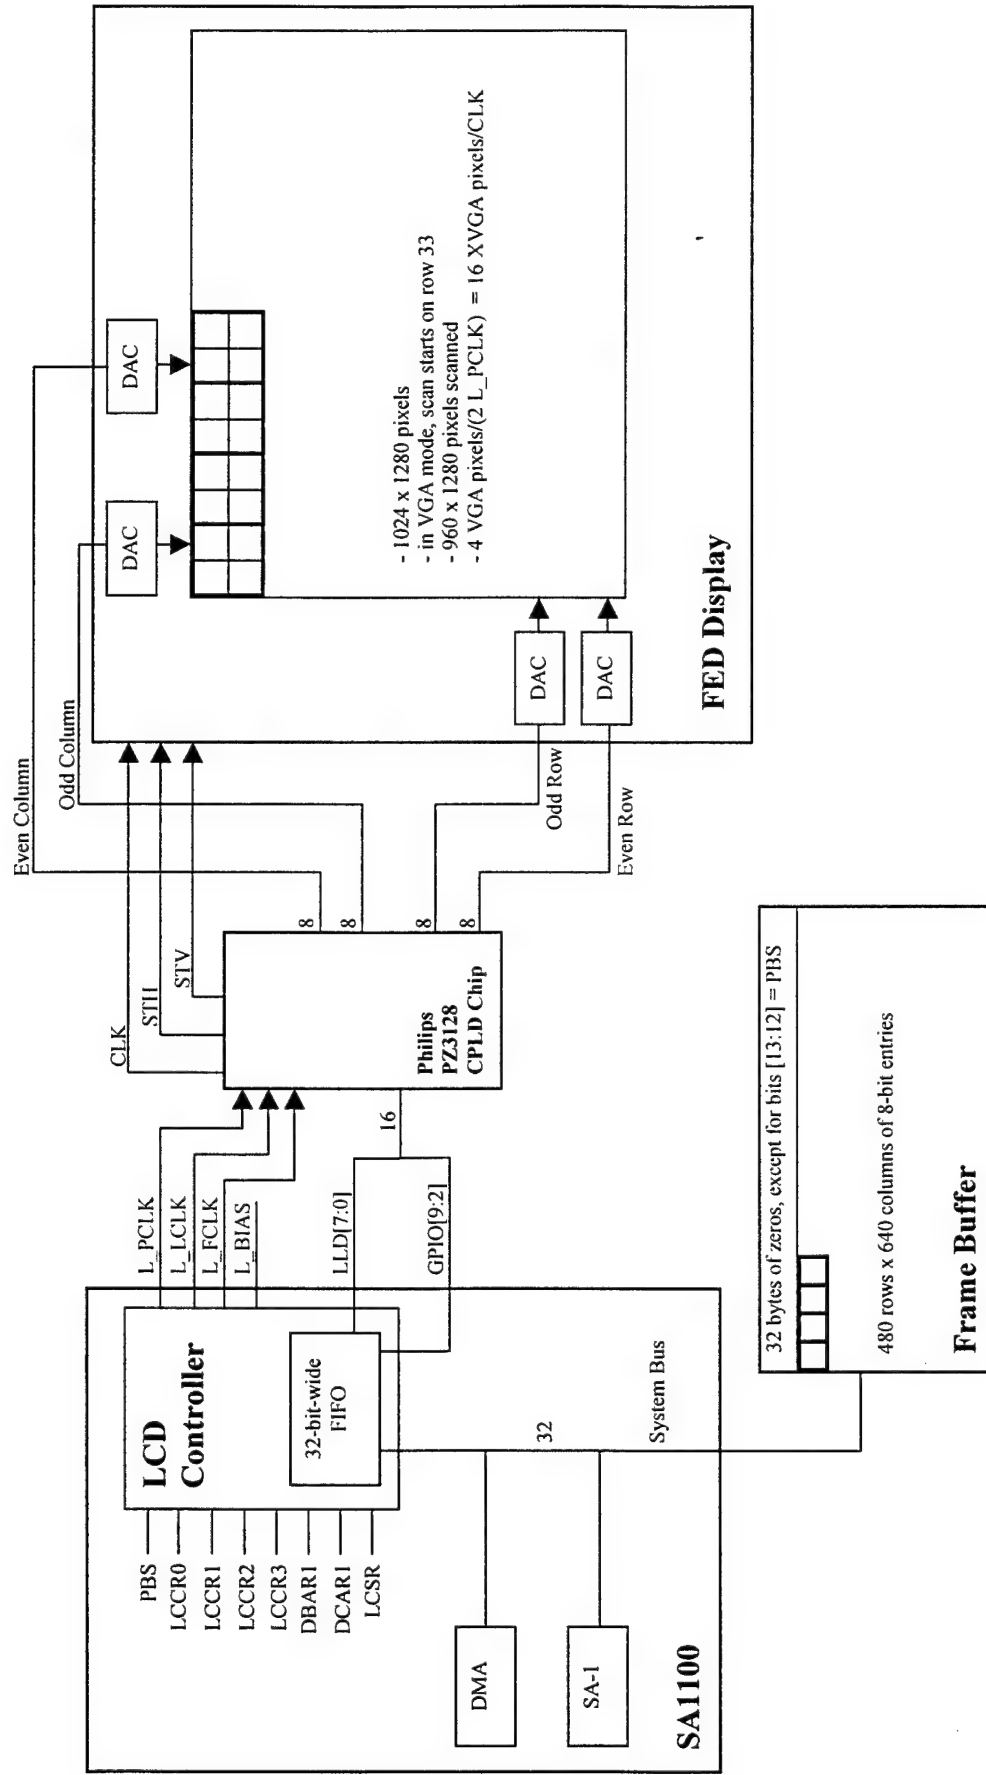 PBS
LCCR0
LCCR1
LCCR2
LCCR3
DBAR1
DCAR1
LCSR
LCD
Controller
32-bit-wide
FIFO
DMA
SA-1
SA1100
32
System Bus
L_PCLK
L_LCLK
L_FCLK
L_BIAS
LLD[7:0]
GPIO[9:2]
16
32 bytes of zeros, except for bits [13:12] = PBS
480 rows x 640 columns of 8-bit entries
Frame Buffer
CLK
STH
STV
Philips
PZ3128
CPLD Chip
8
8
8
8
Even Column
Odd Column
Odd Row
Even Row
DAC
DAC
DAC
DAC
- 1024 x 1280 pixels
- in VGA mode, scan starts on row 33
- 960 x 1280 pixels scanned
- 4 VGA pixels/(2 L_PCLK) = 16 XVGA pixels/CLK
FED Display